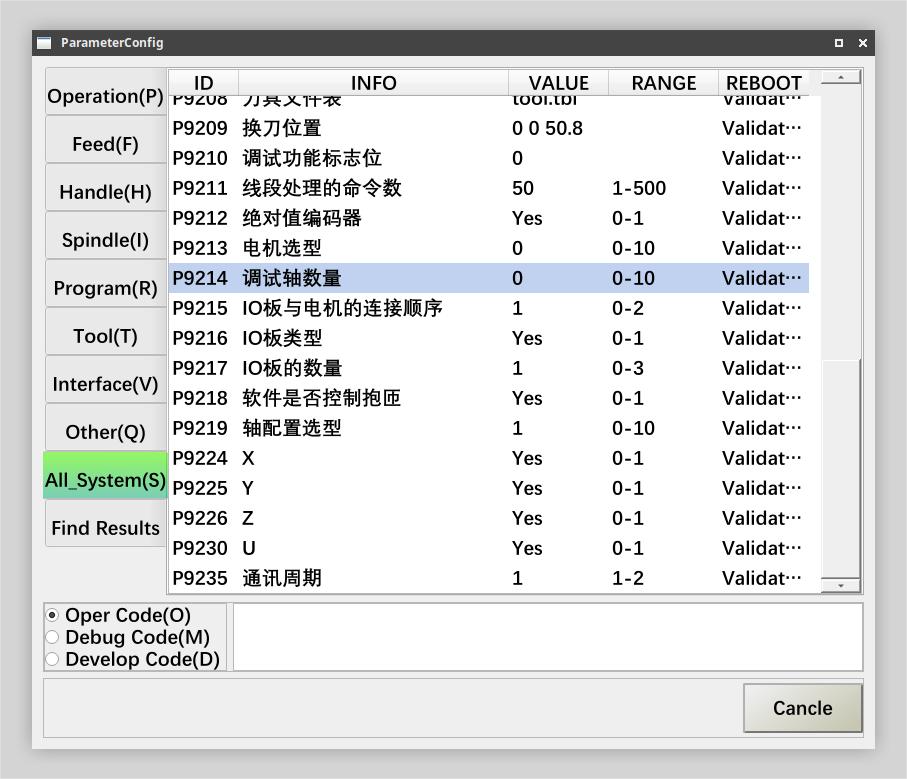 ParameterConfig
ID INFO VALUE RANGE REBOOT
Operation(P)
Feed(F)
Handle(H)
Spindle(I)
Program(R)
Tool(T)
Interface(V)
Other(Q)
All_System(S)
Find Results
P9208 刀具文件表 tool.tbl Validat···
P9209 换刀位置 0 0 50.8 Validat···
P9210 调试功能标志位 0 Validat···
P9211 线段处理的命令数 50 1-500 Validat···
P9212 绝对值编码器 Yes 0-1 Validat···
P9213 电机选型 0 0-10 Validat···
P9214 调试轴数量 0 0-10 Validat···
P9215 IO板与电机的连接顺序 1 0-2 Validat···
P9216 IO板类型 Yes 0-1 Validat···
P9217 IO板的数量 1 0-3 Validat···
P9218 软件是否控制抱匝 Yes 0-1 Validat···
P9219 轴配置选型 1 0-10 Validat···
P9224 X Yes 0-1 Validat···
P9225 Y Yes 0-1 Validat···
P9226 Z Yes 0-1 Validat···
P9230 U Yes 0-1 Validat···
P9235 通讯周期 1 1-2 Validat···
Oper Code(O)
Debug Code(M)
Develop Code(D)
Cancle